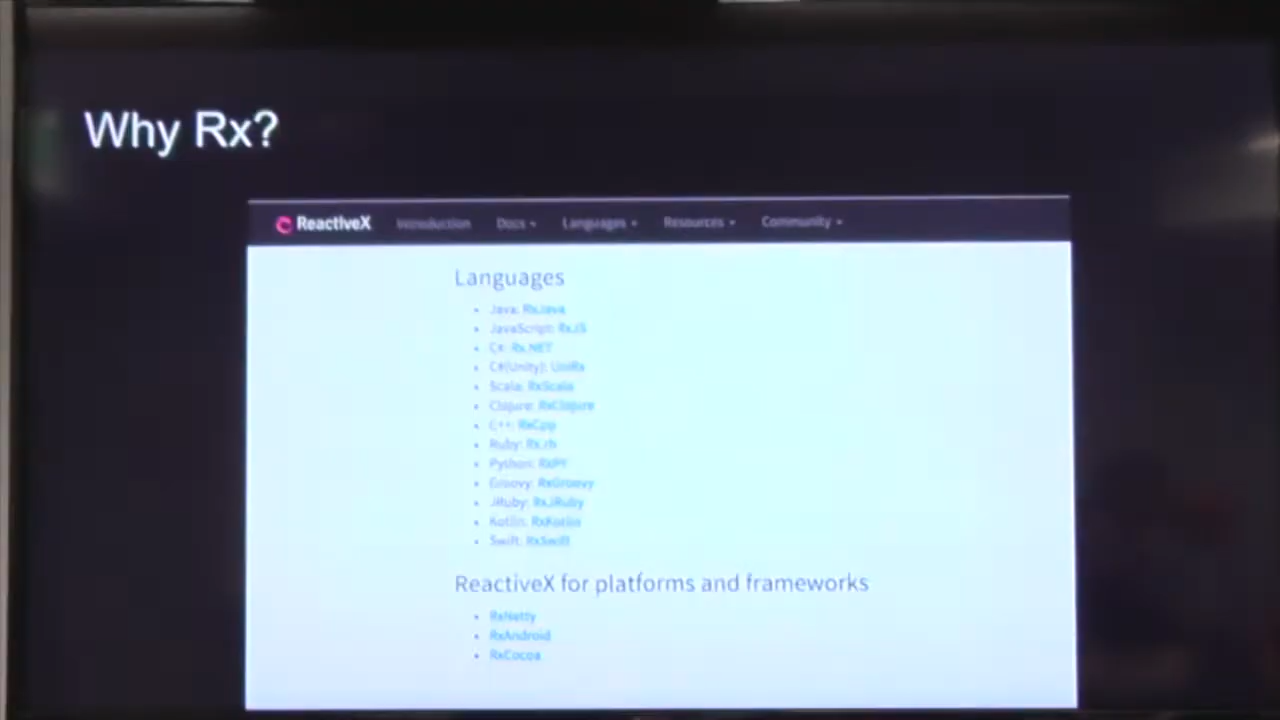 Why Rx?
ReactiveX Introduction Docs Languages Resources Community
Languages
Java: RxJava
JavaScript: RxJS
C#: Rx.NET
C#(Unity): UniRx
Scala: RxScala
Clojure: RxClojure
C++: RxCpp
Ruby: Rx.rb
Python: RxPY
Groovy: RxGroovy
JRuby: RxJRuby
Kotlin: RxKotlin
Swift: RxSwift
ReactiveX for platforms and frameworks
RxNetty
RxAndroid
RxCocoa